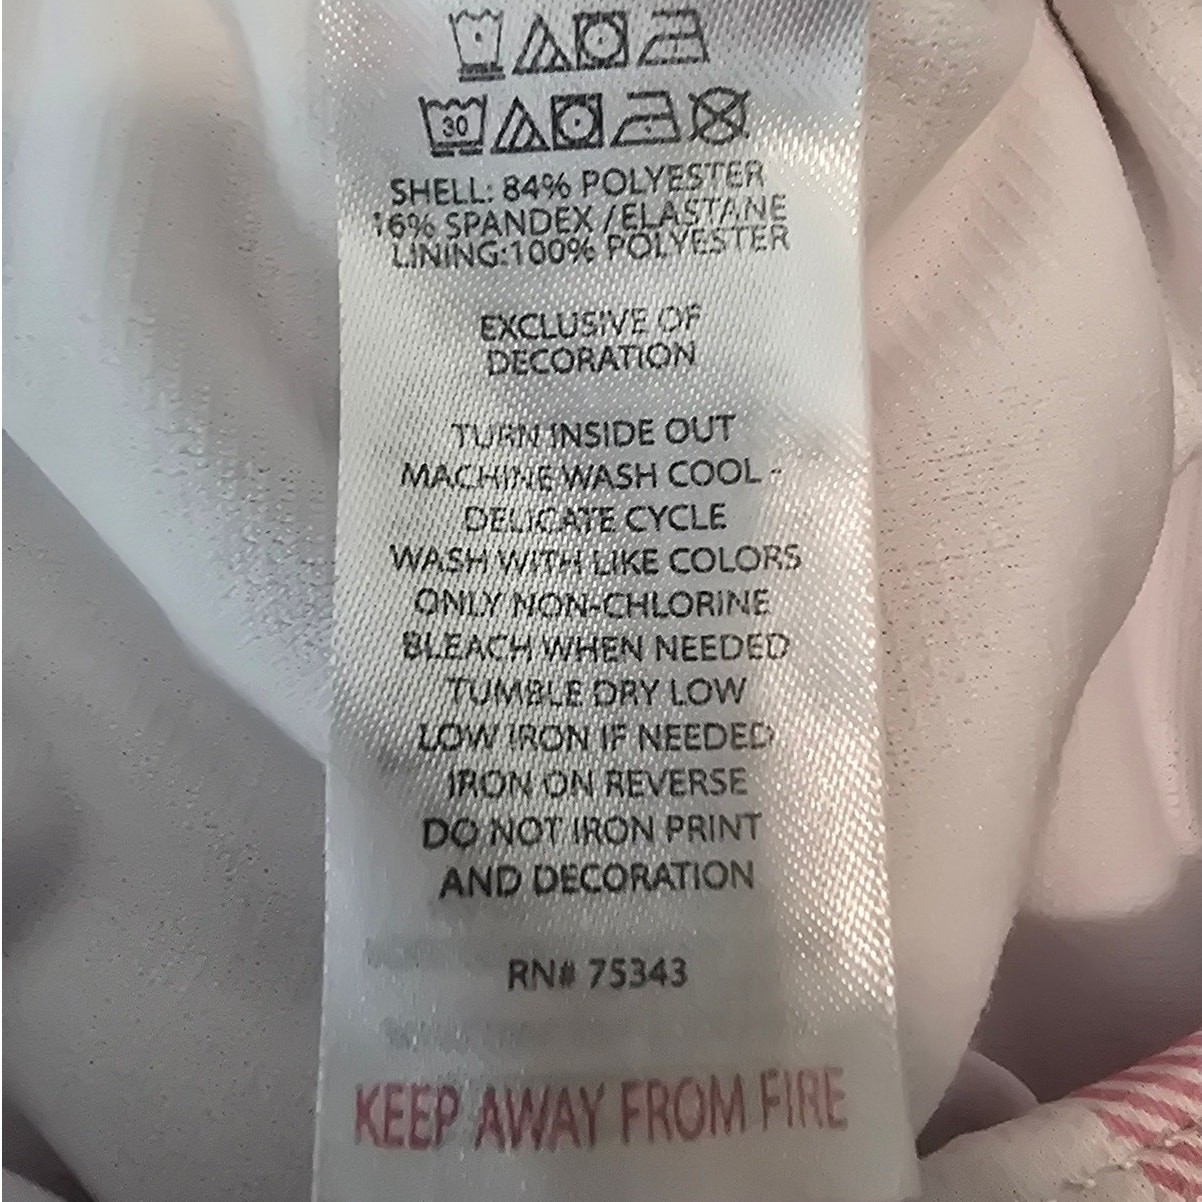 30
SHELL: 84% POLYESTER
16% SPANDEX / ELASTANE
LINING:100% POLYESTER
EXCLUSIVE OF
DECORATION
TURN INSIDE OUT
MACHINE WASH COOL -
DELICATE CYCLE
WASH WITH LIKE COLORS
ONLY NON-CHLORINE
BLEACH WHEN NEEDED
TUMBLE DRY LOW
LOW IRON IF NEEDED
IRON ON REVERSE
DO NOT IRON PRINT
AND DECORATION
RN# 75343
KEEP AWAY FROM FIRE